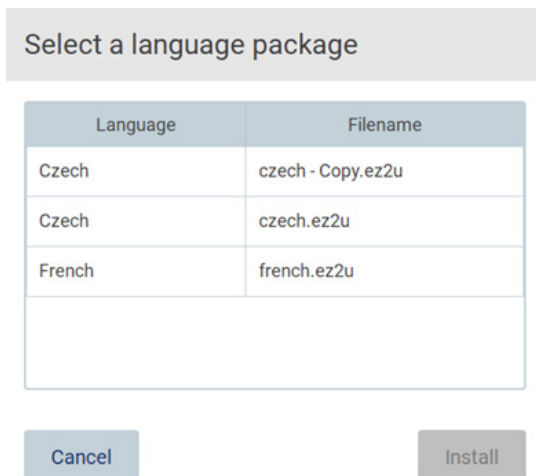 Select a language package
Language Filename
Czech czech - Copy.ez2u
Czech czech.ez2u
French french.ez2u
Cancel Install